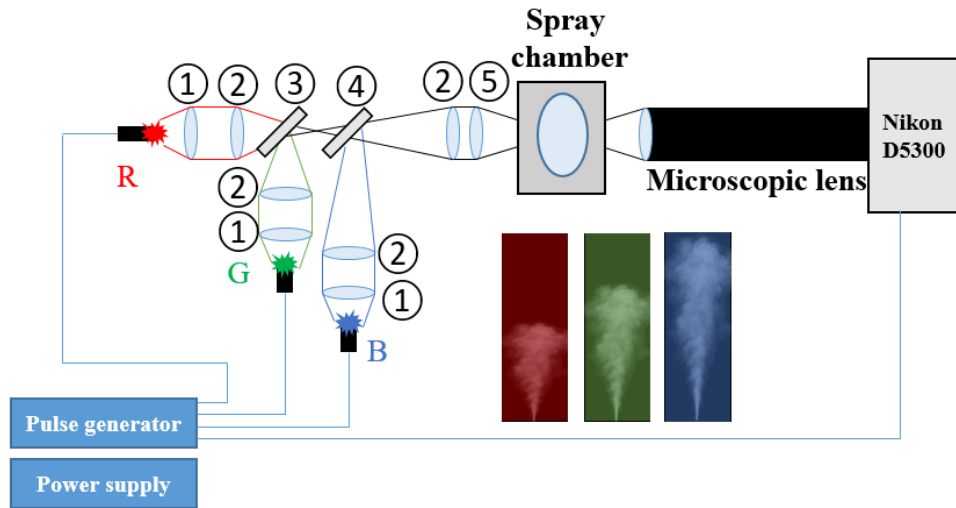 Spray
chamber
① ② ③ ④ ② ⑤
Nikon
D5300
R
Microscopic lens
②
①
G
②
①
B
Pulse generator
Power supply